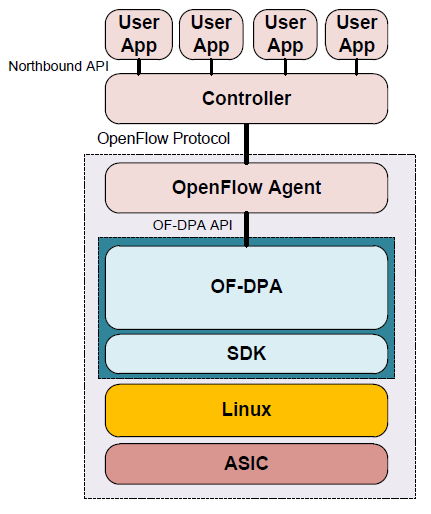 User User User User
App App App App
Northbound API
Controller
OpenFlow Protocol
OpenFlow Agent
OF-DPA API
OF-DPA
SDK
Linux
ASIC